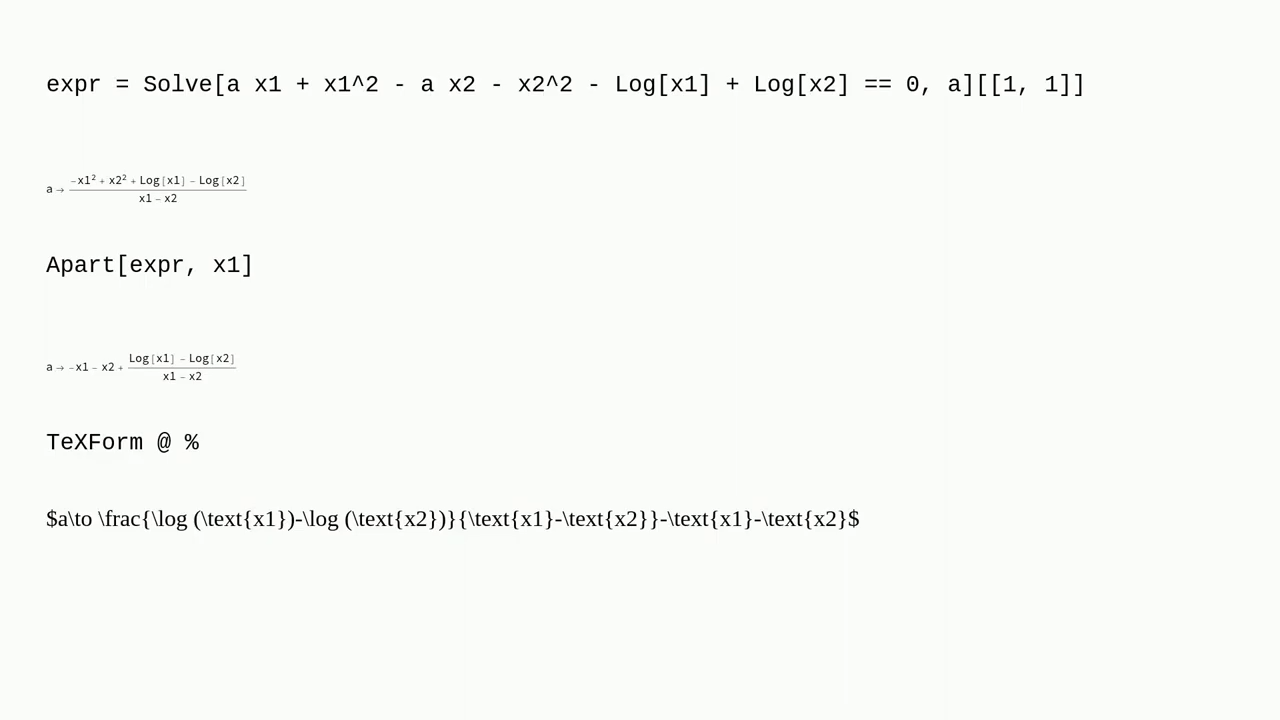 expr = Solve[a x1 + x1^2 - a x2 - x2^2 - Log[x1] + Log[x2] == 0, a][[1, 1]]
a → (-x1² + x2² + Log[x1] - Log[x2])/(x1 - x2)
Apart[expr, x1]
a → -x1 - x2 + (Log[x1] - Log[x2])/(x1 - x2)
TeXForm @ %
$a\to \frac{\log (\text{x1})-\log (\text{x2})}{\text{x1}-\text{x2}}-\text{x1}-\text{x2}$